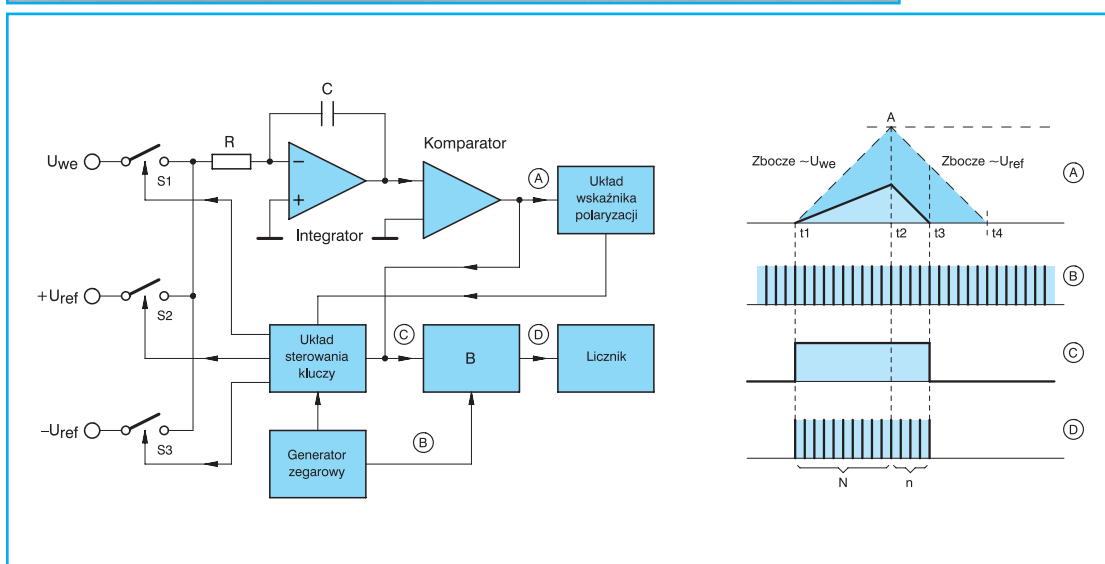 C
R
Uwe
S1
Komparator
A
Układ
wskaźnika
polaryzacji
Integrator
+Uref
S2
Układ
sterowania
kluczy
C
B
D
Licznik
–Uref
S3
Generator
zegarowy
B
A
Zbocze ~Uwe
Zbocze ~Uref
A
t1
t2
t3
t4
B
C
D
N
n